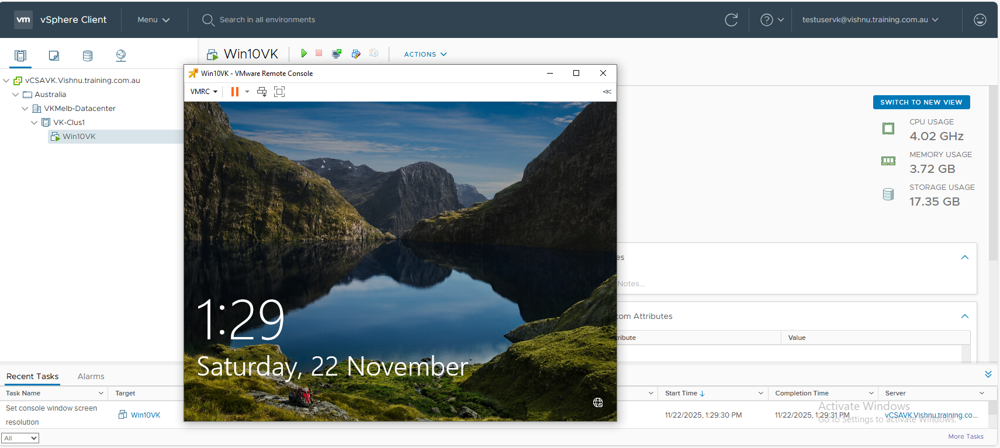 vm vSphere Client Menu Search in all environments testuservk@vishnu.training.com.au
Win10VK ACTIONS
Win10VK - VMware Remote Console
VMRC
vCSAVK.Vishnu.training.com.au
Australia
VKMelb-Datacenter
VK-Clus1
Win10VK
SWITCH TO NEW VIEW
CPU USAGE
4.02 GHz
MEMORY USAGE
3.72 GB
STORAGE USAGE
17.35 GB
1:29
Saturday, 22 November
es
Notes...
tom Attributes
ribute Value
Recent Tasks Alarms
Task Name Target Start Time Completion Time Server
Set console window screen
resolution
Win10VK 11/22/2025, 1:29:30 PM 11/22/2025, 1:29:31 PM vCSAVK.Vishnu.training.co...
Activate Windows
Go to Settings to activate Windows.
All More Tasks